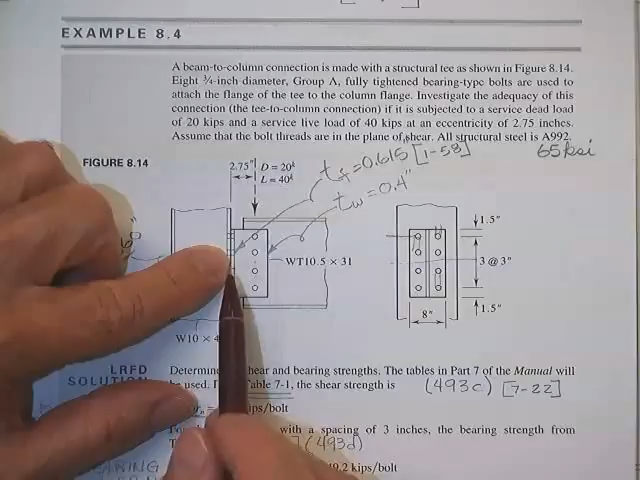 EXAMPLE 8.4
A beam-to-column connection is made with a structural tee as shown in Figure 8.14.
Eight ¾-inch-diameter, Group A, fully tightened bearing-type bolts are used to
attach the flange of the tee to the column flange. Investigate the adequacy of this
connection (the tee-to-column connection) if it is subjected to a service dead load
of 20 kips and a service live load of 40 kips at an eccentricity of 2.75 inches.
Assume that the bolt threads are in the plane of shear. All structural steel is A992.
65 ksi
FIGURE 8.14
2.75"
D = 20k
L = 40k
tf = 0.615 [1-58]
tw = 0.4"
WT10.5 × 31
W10 × 4
1.5"
3 @ 3"
1.5"
8"
LRFD
SOLUTION
Determine shear and bearing strengths. The tables in Part 7 of the Manual will
be used. Table 7-1, the shear strength is
(493c) [7-22]
kips/bolt
with a spacing of 3 inches, the bearing strength from
(493d)
BEARING
9.2 kips/bolt